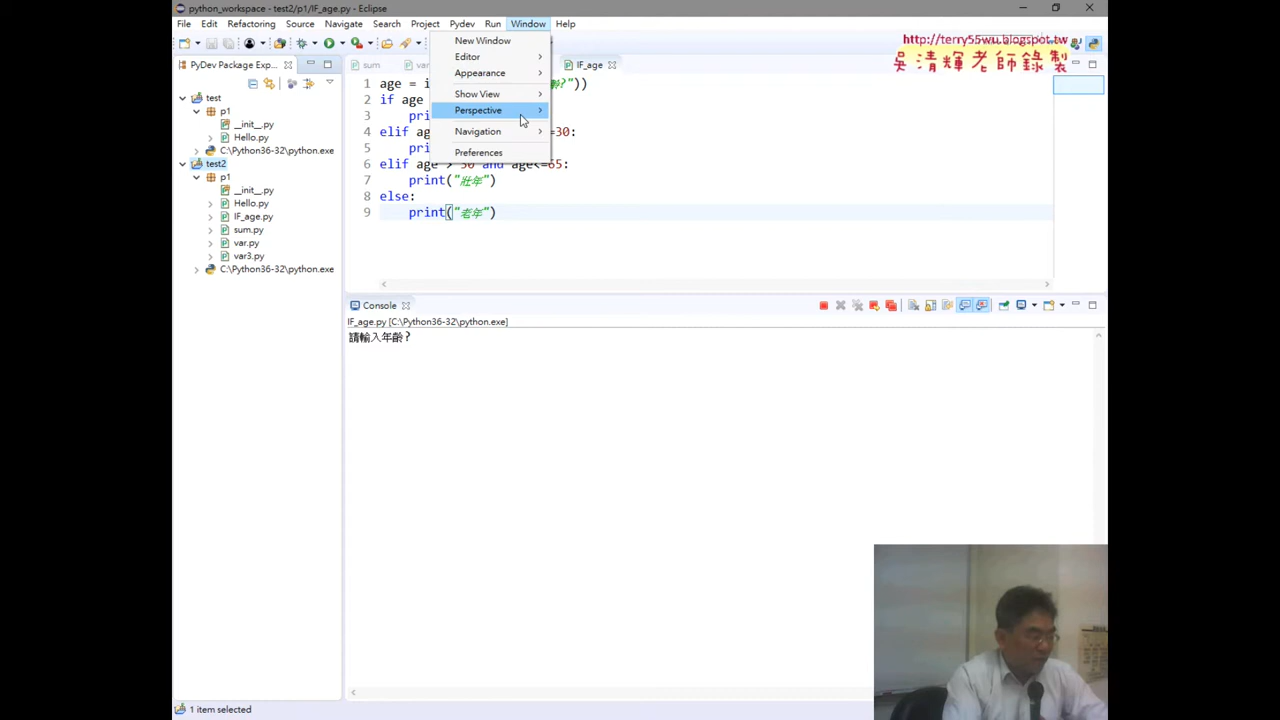 python_workspace - test2/p1/IF_age.py - Eclipse
File Edit Refactoring Source Navigate Search Project Pydev Run Window Help
http://terry55wu.blogspot.tw
吳清輝老師錄製
PyDev Package Exp...
sum
IF_age
New Window
Editor
Appearance
Show View
Perspective
Navigation
Preferences
test
p1
__init__.py
Hello.py
C:\Python36-32\python.exe
test2
p1
__init__.py
Hello.py
IF_age.py
sum.py
var.py
var3.py
C:\Python36-32\python.exe
1 age = i 齡?"))
2 if age
3 pri
4 elif ag =30:
5 pri
6 elif age > 30 and age<=65:
7 print("壯年")
8 else:
9 print("老年")
Console
IF_age.py [C:\Python36-32\python.exe]
請輸入年齡?
1 item selected